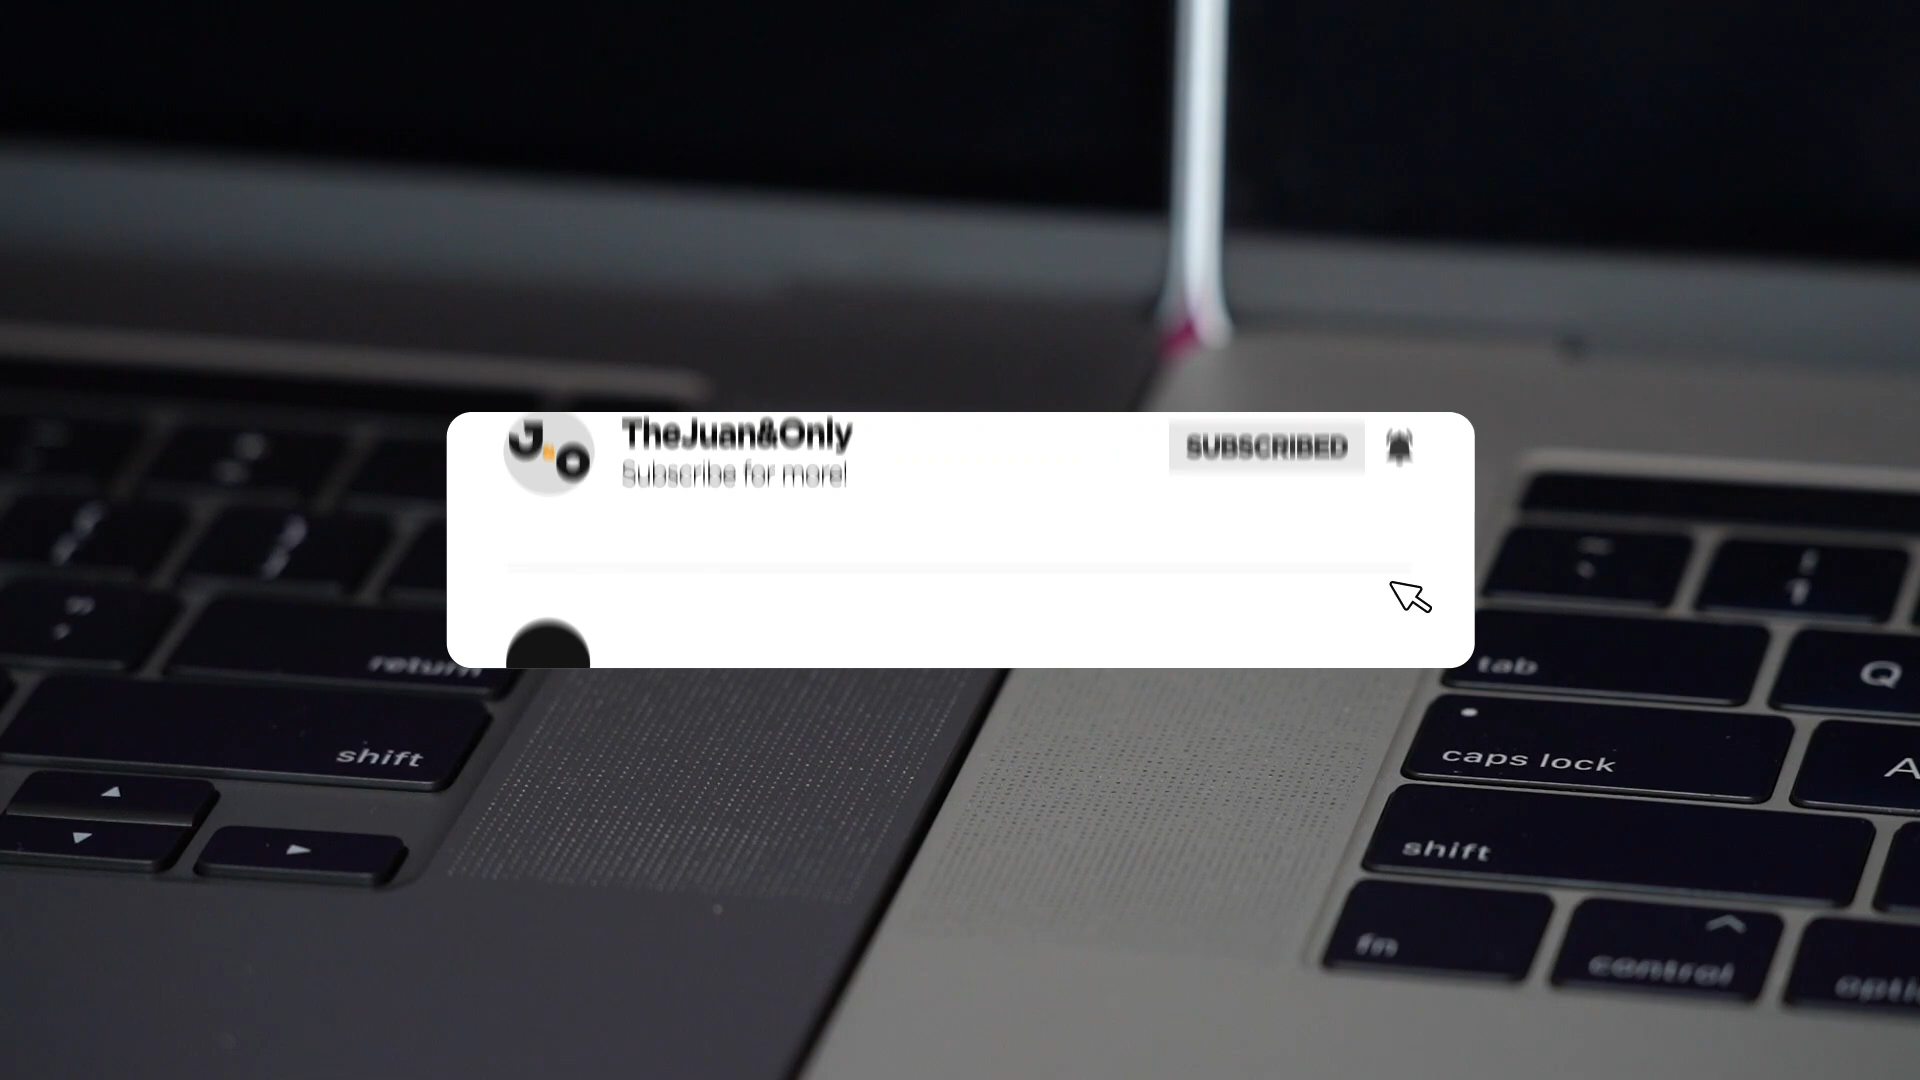 J&O
TheJuan&Only
Subscribe for more!
SUBSCRIBED
return
shift
tab
Q
caps lock
A
shift
fn
control